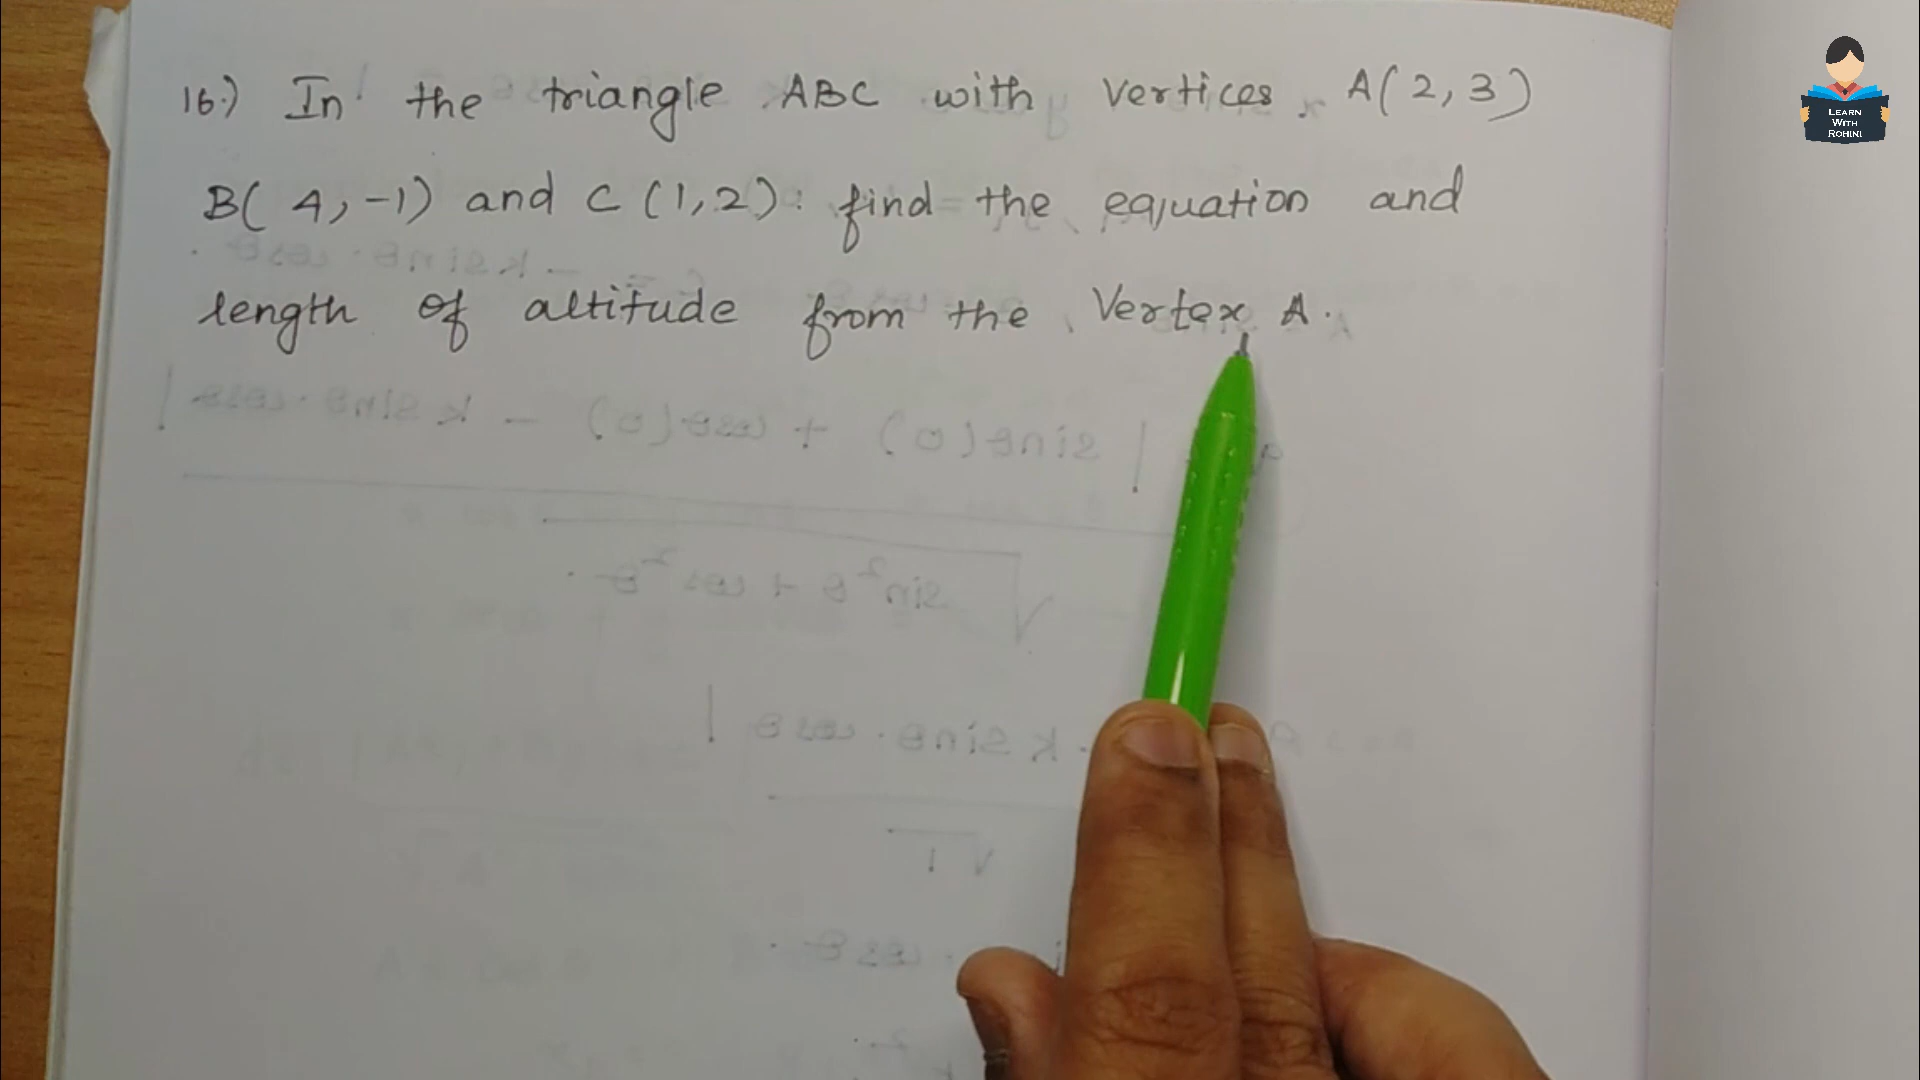 16.) In the triangle ABC with vertices A(2,3)
B(4,-1) and C(1,2). find the equation and
length of altitude from the Vertex A.
LEARN
WITH
ROHINI